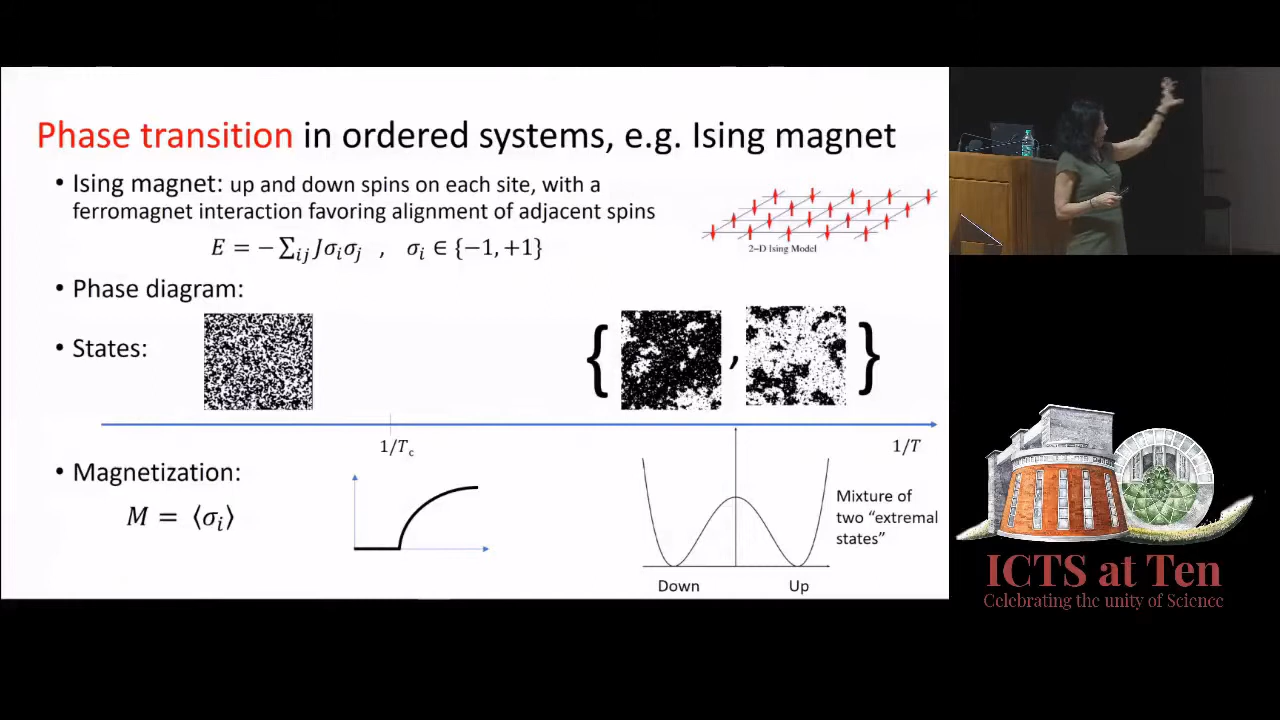 Phase transition in ordered systems, e.g. Ising magnet
• Ising magnet: up and down spins on each site, with a
ferromagnet interaction favoring alignment of adjacent spins
E = −∑ᵢⱼ Jσᵢσⱼ , σᵢ ∈ {−1, +1}
2-D Ising Model
• Phase diagram:
• States:
{ , }
1/T_c
1/T
• Magnetization:
M = ⟨σᵢ⟩
Mixture of
two “extremal
states”
Down
Up
ICTS at Ten
Celebrating the unity of Science